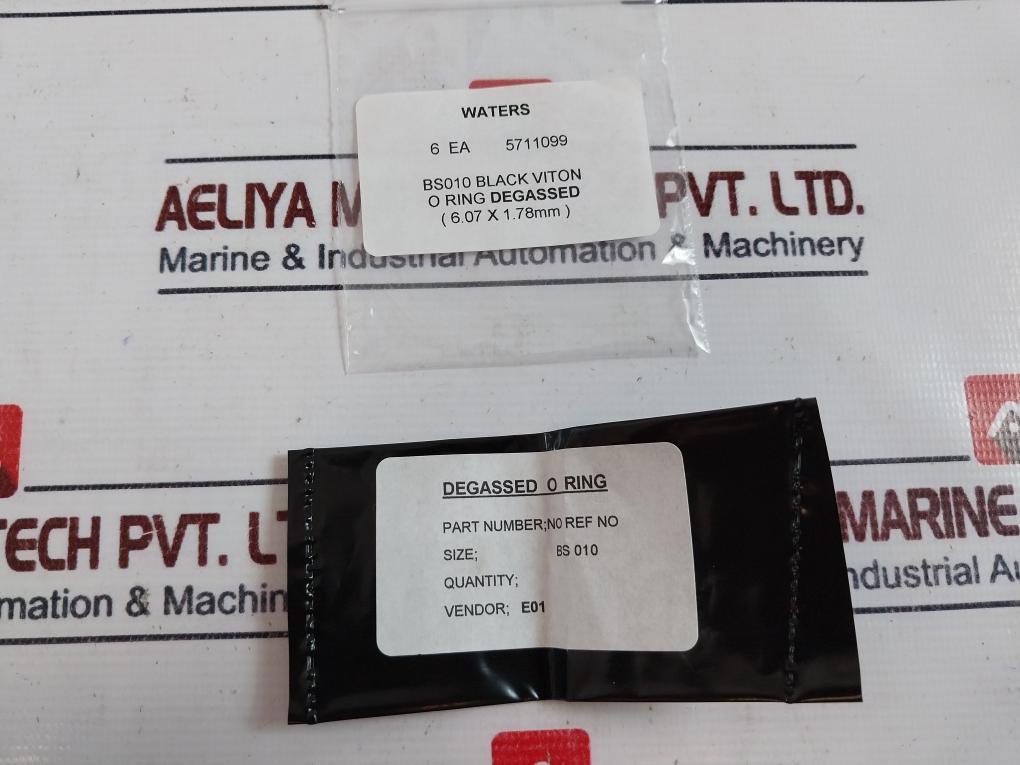 WATERS
6 EA 5711099
BS010 BLACK VITON
O RING DEGASSED
( 6.07 X 1.78mm )
AELIYA M PVT. LTD.
Marine & Industrial Automation & Machinery
DEGASSED O RING
PART NUMBER;NO REF NO
SIZE; BS 010
QUANTITY;
VENDOR; E01
TECH PVT. L
mation & Machin
MARINE
ndustrial Au